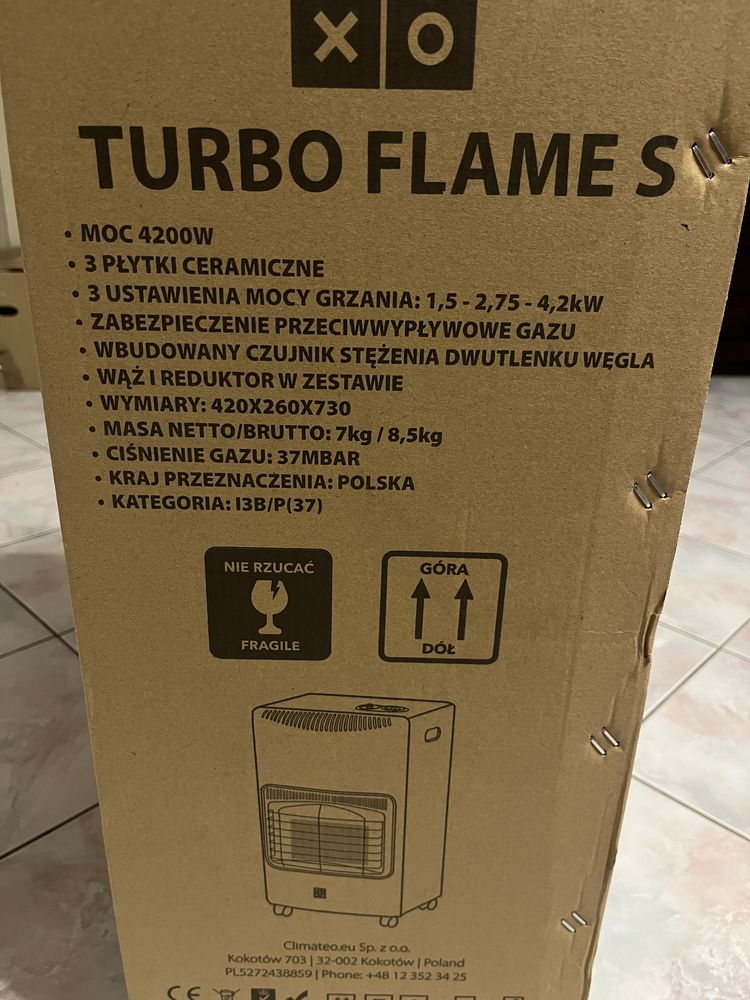 XO
TURBO FLAME S
• MOC 4200W
• 3 PŁYTKI CERAMICZNE
• 3 USTAWIENIA MOCY GRZANIA: 1,5 - 2,75 - 4,2kW
• ZABEZPIECZENIE PRZECIWWYPŁYWOWE GAZU
• WBUDOWANY CZUJNIK STĘŻENIA DWUTLENKU WĘGLA
• WĄŻ I REDUKTOR W ZESTAWIE
• WYMIARY: 420X260X730
• MASA NETTO/BRUTTO: 7kg / 8,5kg
• CIŚNIENIE GAZU: 37MBAR
• KRAJ PRZEZNACZENIA: POLSKA
• KATEGORIA: I3B/P(37)
NIE RZUCAĆ
FRAGILE
GÓRA
DÓŁ
Climateo.eu Sp. z o.o.
Kokotów 703 | 32-002 Kokotów | Poland
PL5272438859 | Phone: +48 12 352 34 25
CE